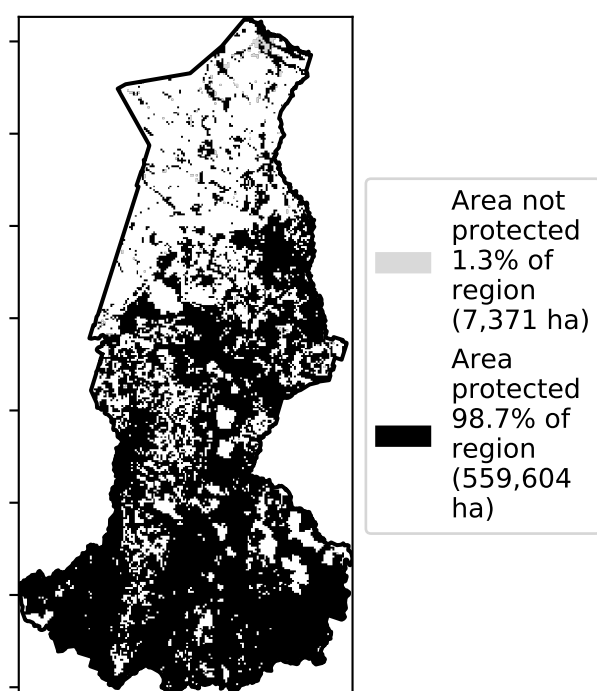 Area not
protected
1.3% of
region
(7,371 ha)
Area
protected
98.7% of
region
(559,604
ha)